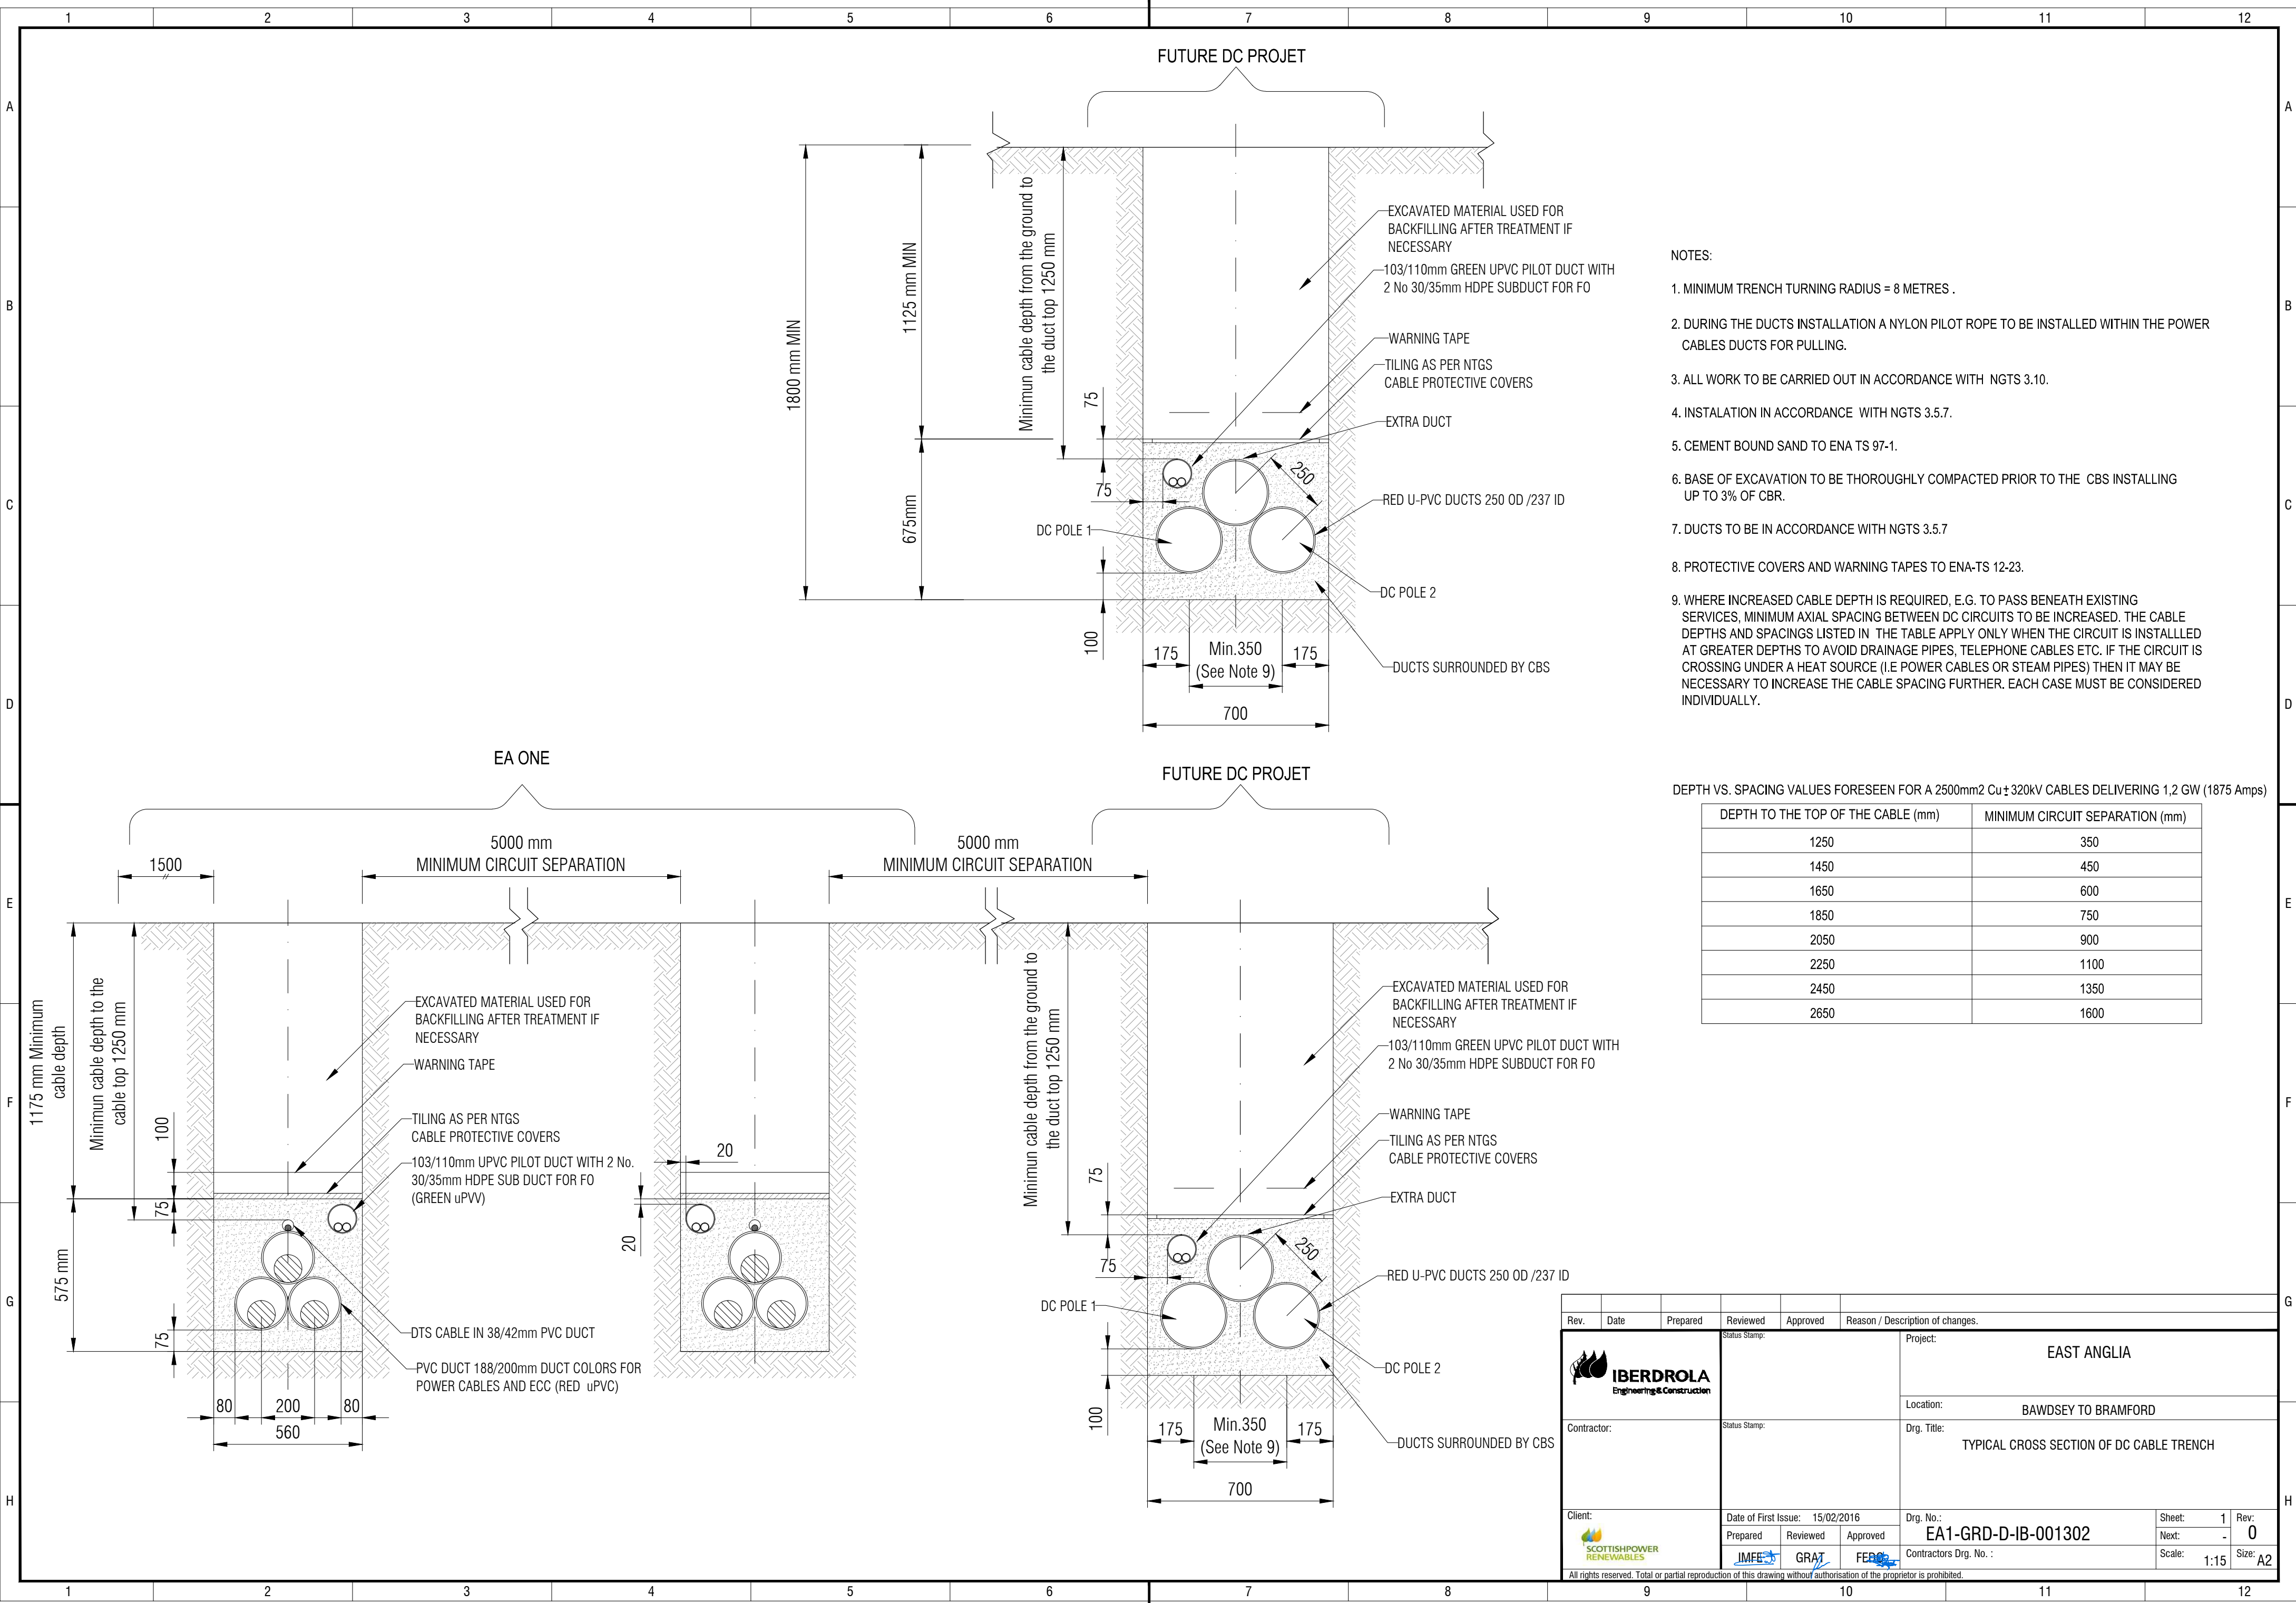 1 2 3 4 5 6 7 8 9 10 11 12
A
B
C
D
E
F
G
H
FUTURE DC PROJET
1800 mm MIN
1125 mm MIN
675mm
Minimun cable depth from the ground to
the duct top 1250 mm
75
75
100
EXCAVATED MATERIAL USED FOR
BACKFILLING AFTER TREATMENT IF
NECESSARY
103/110mm GREEN UPVC PILOT DUCT WITH
2 No 30/35mm HDPE SUBDUCT FOR FO
WARNING TAPE
TILING AS PER NTGS
CABLE PROTECTIVE COVERS
EXTRA DUCT
250
RED U-PVC DUCTS 250 OD /237 ID
DC POLE 1
DC POLE 2
175
Min.350
(See Note 9)
175
DUCTS SURROUNDED BY CBS
700
NOTES:
1. MINIMUM TRENCH TURNING RADIUS = 8 METRES .
2. DURING THE DUCTS INSTALLATION A NYLON PILOT ROPE TO BE INSTALLED WITHIN THE POWER
CABLES DUCTS FOR PULLING.
3. ALL WORK TO BE CARRIED OUT IN ACCORDANCE WITH NGTS 3.10.
4. INSTALATION IN ACCORDANCE WITH NGTS 3.5.7.
5. CEMENT BOUND SAND TO ENA TS 97-1.
6. BASE OF EXCAVATION TO BE THOROUGHLY COMPACTED PRIOR TO THE CBS INSTALLING
UP TO 3% OF CBR.
7. DUCTS TO BE IN ACCORDANCE WITH NGTS 3.5.7
8. PROTECTIVE COVERS AND WARNING TAPES TO ENA-TS 12-23.
9. WHERE INCREASED CABLE DEPTH IS REQUIRED, E.G. TO PASS BENEATH EXISTING
SERVICES, MINIMUM AXIAL SPACING BETWEEN DC CIRCUITS TO BE INCREASED. THE CABLE
DEPTHS AND SPACINGS LISTED IN THE TABLE APPLY ONLY WHEN THE CIRCUIT IS INSTALLLED
AT GREATER DEPTHS TO AVOID DRAINAGE PIPES, TELEPHONE CABLES ETC. IF THE CIRCUIT IS
CROSSING UNDER A HEAT SOURCE (I.E POWER CABLES OR STEAM PIPES) THEN IT MAY BE
NECESSARY TO INCREASE THE CABLE SPACING FURTHER. EACH CASE MUST BE CONSIDERED
INDIVIDUALLY.
DEPTH VS. SPACING VALUES FORESEEN FOR A 2500mm2 Cu ± 320kV CABLES DELIVERING 1,2 GW (1875 Amps)
DEPTH TO THE TOP OF THE CABLE (mm) MINIMUM CIRCUIT SEPARATION (mm)
1250 350
1450 450
1650 600
1850 750
2050 900
2250 1100
2450 1350
2650 1600
EA ONE
1500
5000 mm
MINIMUM CIRCUIT SEPARATION
5000 mm
MINIMUM CIRCUIT SEPARATION
1175 mm Minimum
cable depth
Minimun cable depth to the
cable top 1250 mm
100
75
575 mm
75
EXCAVATED MATERIAL USED FOR
BACKFILLING AFTER TREATMENT IF
NECESSARY
WARNING TAPE
TILING AS PER NTGS
CABLE PROTECTIVE COVERS
103/110mm UPVC PILOT DUCT WITH 2 No.
30/35mm HDPE SUB DUCT FOR FO
(GREEN uPVV)
DTS CABLE IN 38/42mm PVC DUCT
PVC DUCT 188/200mm DUCT COLORS FOR
POWER CABLES AND ECC (RED uPVC)
80 200 80
560
20
20
FUTURE DC PROJET
Minimun cable depth from the ground to
the duct top 1250 mm
75
75
100
EXCAVATED MATERIAL USED FOR
BACKFILLING AFTER TREATMENT IF
NECESSARY
103/110mm GREEN UPVC PILOT DUCT WITH
2 No 30/35mm HDPE SUBDUCT FOR FO
WARNING TAPE
TILING AS PER NTGS
CABLE PROTECTIVE COVERS
EXTRA DUCT
250
RED U-PVC DUCTS 250 OD /237 ID
DC POLE 1
DC POLE 2
175
Min.350
(See Note 9)
175
DUCTS SURROUNDED BY CBS
700
Rev. Date Prepared Reviewed Approved Reason / Description of changes.
IBERDROLA
Engineering & Construction
Status Stamp:
Project:
EAST ANGLIA
Location:
BAWDSEY TO BRAMFORD
Contractor:
Status Stamp:
Drg. Title:
TYPICAL CROSS SECTION OF DC CABLE TRENCH
Client:
SCOTTISHPOWER
RENEWABLES
Date of First Issue: 15/02/2016
Prepared Reviewed Approved
IMFE GRAT
Drg. No.:
EA1-GRD-D-IB-001302
Contractors Drg. No. :
Sheet: 1
Next: -
Scale: 1:15
Rev: 0
Size: A2
All rights reserved. Total or partial reproduction of this drawing without authorisation of the proprietor is prohibited.
1 2 3 4 5 6 7 8 9 10 11 12
A
B
C
D
E
F
G
H